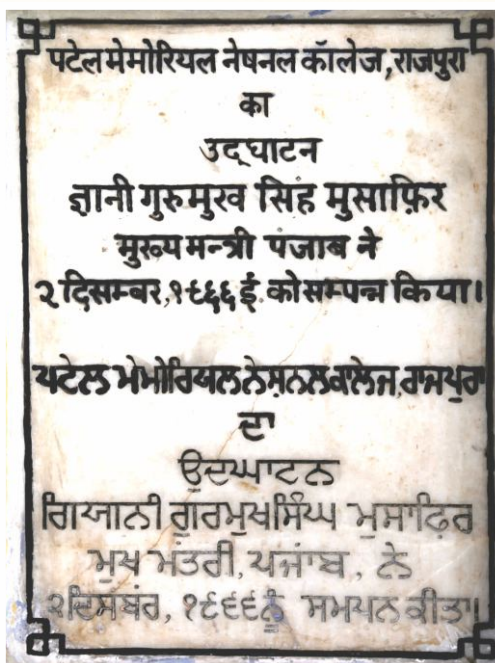 पटेल मेमोरियल नेषनल कॉलेज, राजपुरा
का
उद्घाटन
ज्ञानी गुरुमुख सिंह मुसाफ़िर
मुख्य मन्त्री पंजाब ने
२ दिसम्बर, १९६६ ई. को सम्पन्न किया।
ਪਟੇਲ ਮੇਮੋਰਿਯਲ ਨੇਸ਼ਨਲ ਕਾਲੇਜ, ਰਾਜਪੁਰਾ
ਦਾ
ਉਦਘਾਟਨ
ਗਿਯਾਨੀ ਗੁਰਮੁਖ ਸਿੰਘ ਮੁਸਾਫ਼ਿਰ
ਮੁਖ ਮੰਤਰੀ, ਪੰਜਾਬ, ਨੇ
੨ ਦਿਸੰਬਰ, ੧੯੬੬ ਨੂੰ ਸਮਪਨ ਕੀਤਾ।